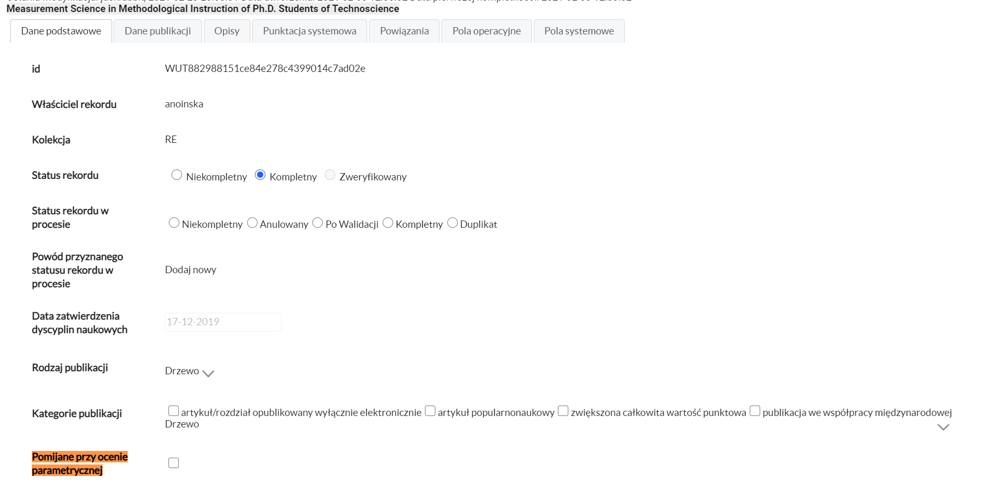 Measurement Science in Methodological Instruction of Ph.D. Students of Technoscience
Dane podstawowe Dane publikacji Opisy Punktacja systemowa Powiązania Pola operacyjne Pola systemowe
id WUT882988151ce84e278c4399014c7ad02e
Właściciel rekordu anoinska
Kolekcja RE
Status rekordu Niekompletny Kompletny Zweryfikowany
Status rekordu w
procesie
Niekompletny Anulowany Po Walidacji Kompletny Duplikat
Powód przyznanego
statusu rekordu w
procesie
Dodaj nowy
Data zatwierdzenia
dyscyplin naukowych
17-12-2019
Rodzaj publikacji Drzewo
Kategorie publikacji artykuł/rozdział opublikowany wyłącznie elektronicznie artykuł popularnonaukowy zwiększona całkowita wartość punktowa publikacja we współpracy międzynarodowej
Drzewo
Pomijane przy ocenie
parametrycznej